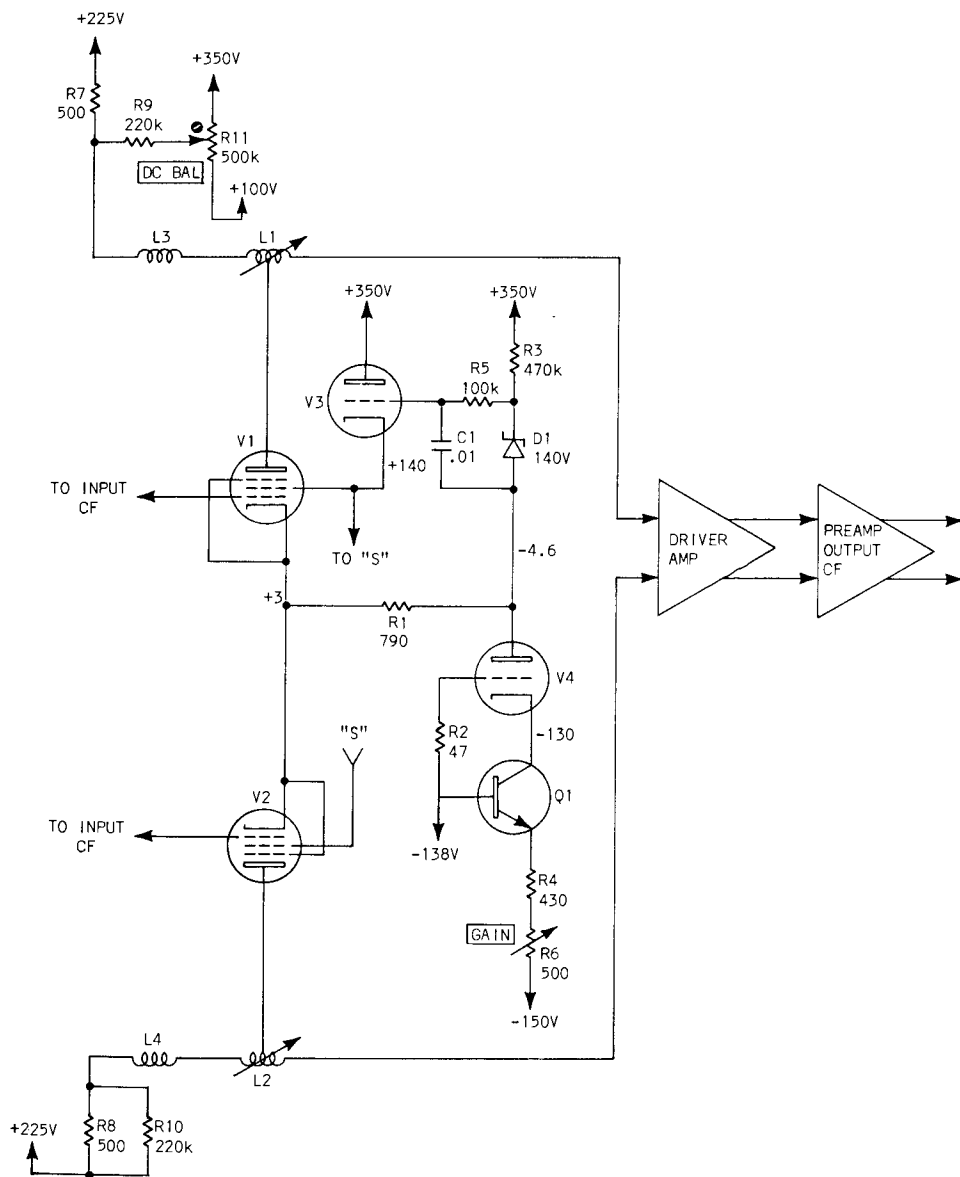 +225V
+350V
R7
500
R9
220k
R11
500k
DC BAL
+100V
L3
L1
+350V
+350V
R3
470k
R5
100k
V3
C1
.01
D1
140V
V1
+140
TO INPUT
CF
TO "S"
DRIVER
AMP
PREAMP
OUTPUT
CF
-4.6
+3
R1
790
V4
"S"
R2
47
-130
V2
Q1
TO INPUT
CF
-138V
R4
430
GAIN
R6
500
-150V
L4
L2
+225V
R8
500
R10
220k